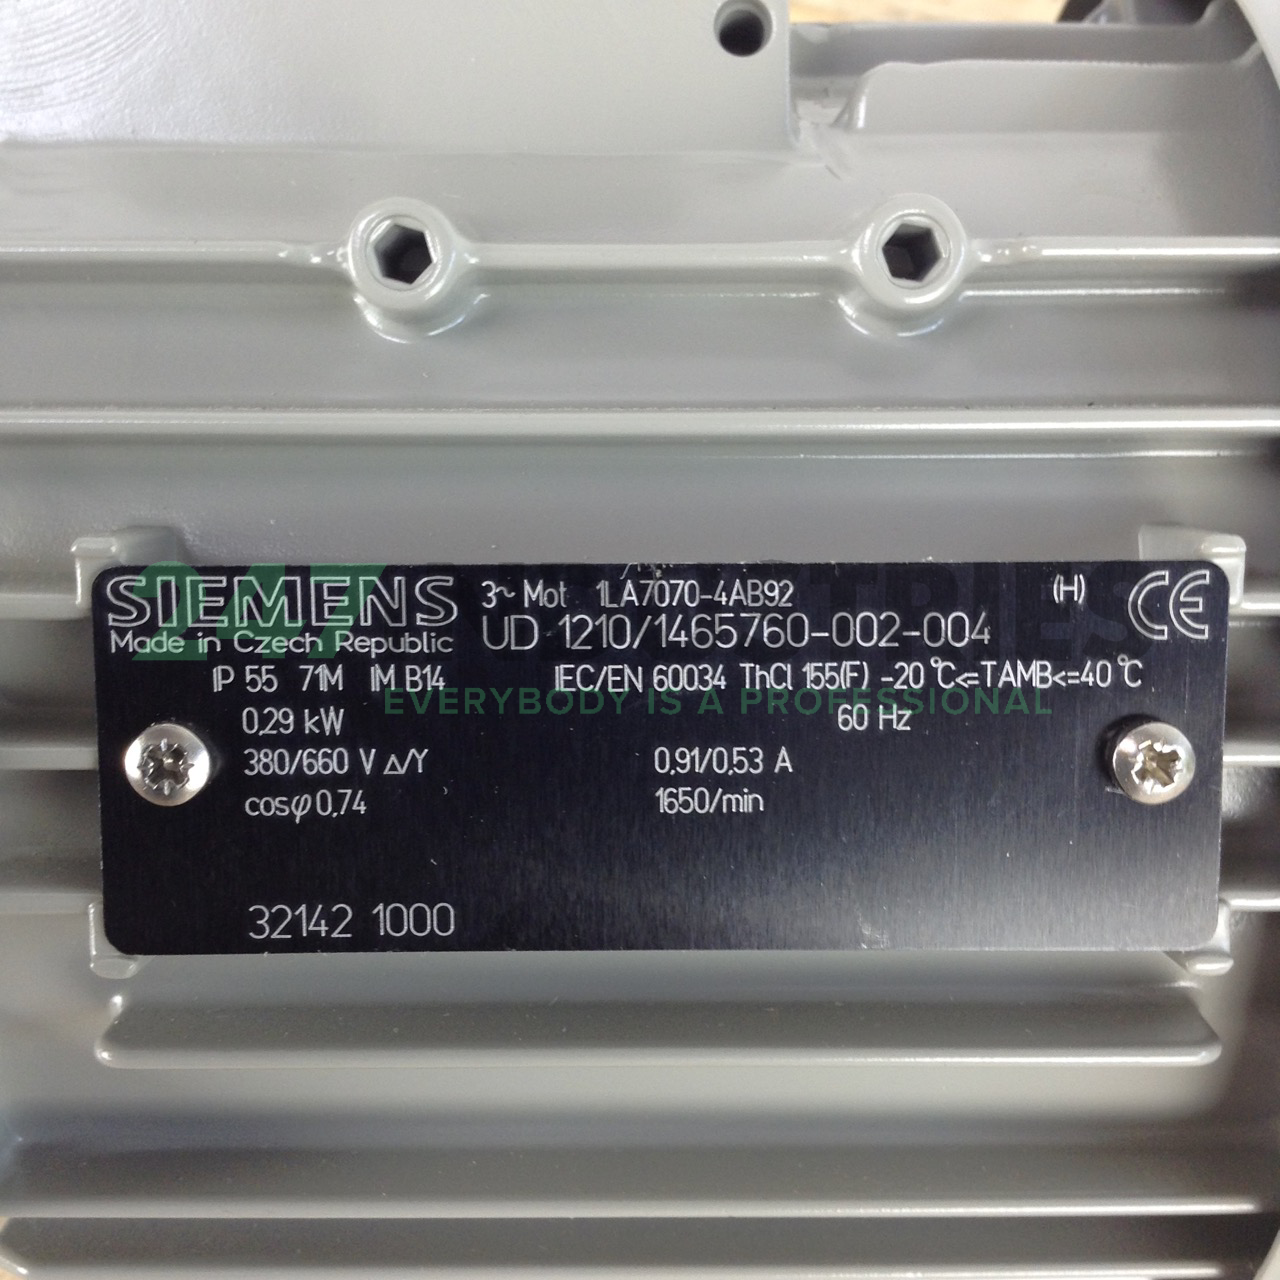 SIEMENS 3~ Mot 1LA7070-4AB92 (H) CE
Made in Czech Republic UD 1210/1465760-002-004
IP 55 71M IM B14 IEC/EN 60034 ThCl 155(F) -20 °C<=TAMB<=40 °C
0,29 kW 60 Hz
380/660 V Δ/Y 0,91/0,53 A
cosφ 0,74 1650/min
32142 1000
247 INDUSTRIES
EVERYBODY IS A PROFESSIONAL